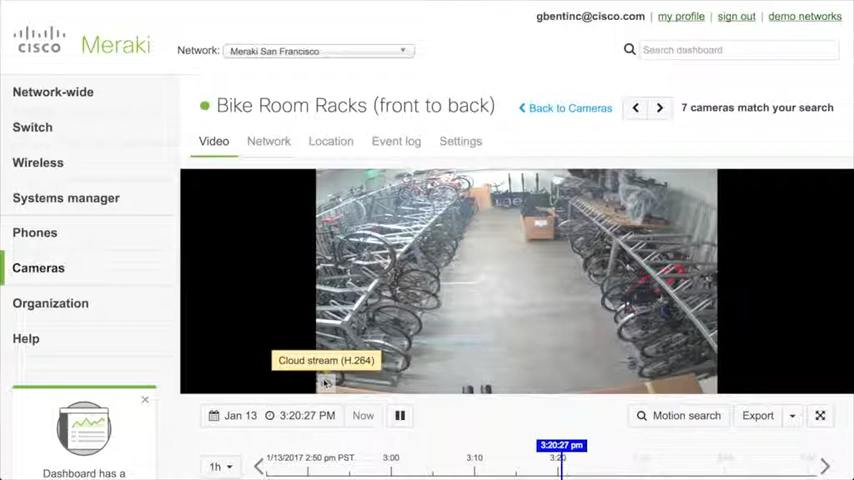 gbentinc@cisco.com | my profile | sign out | demo networks
CISCO Meraki
Network: Meraki San Francisco
Search dashboard
Network-wide
Switch
Wireless
Systems manager
Phones
Cameras
Organization
Help
Dashboard has a
Bike Room Racks (front to back)
Back to Cameras
7 cameras match your search
Video Network Location Event log Settings
Cloud stream (H.264)
Jan 13 3:20:27 PM Now
Motion search Export
3:20:27 pm
1h
1/13/2017 2:50 pm PST 3:00 3:10 3:20